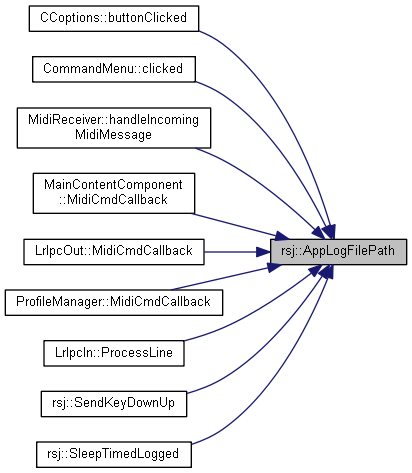 CCoptions::buttonClicked
CommandMenu::clicked
MidiReceiver::handleIncoming
MidiMessage
MainContentComponent
::MidiCmdCallback
LrIpcOut::MidiCmdCallback
ProfileManager::MidiCmdCallback
LrIpcIn::ProcessLine
rsj::SendKeyDownUp
rsj::SleepTimedLogged
rsj::AppLogFilePath